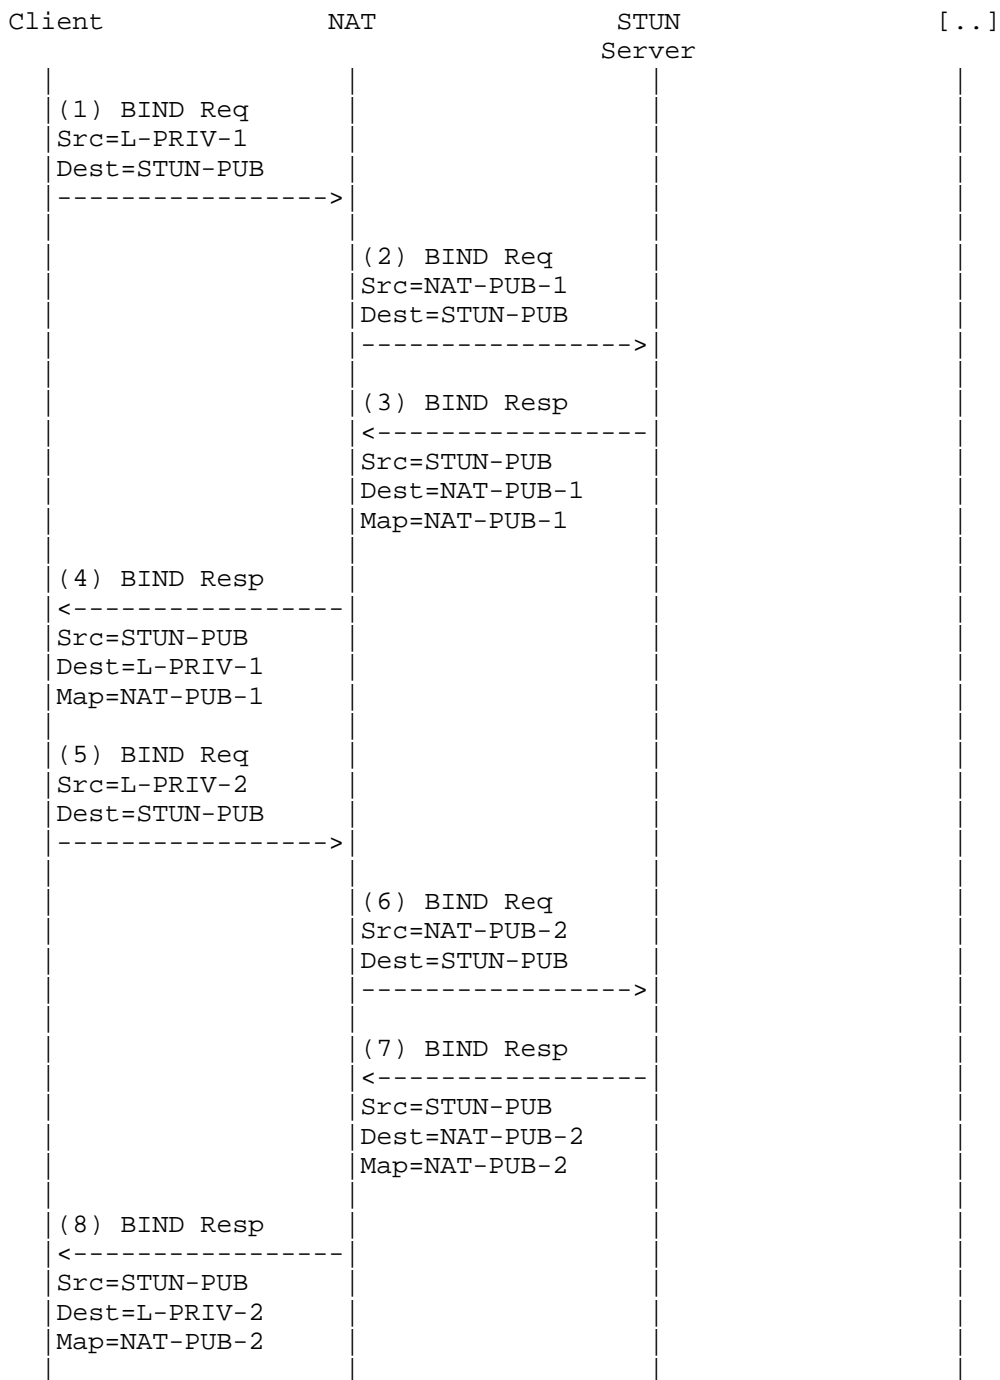 Client NAT STUN [..]
Server
(1) BIND Req
Src=L-PRIV-1
Dest=STUN-PUB
----------------->
(2) BIND Req
Src=NAT-PUB-1
Dest=STUN-PUB
----------------->
(3) BIND Resp
<-----------------
Src=STUN-PUB
Dest=NAT-PUB-1
Map=NAT-PUB-1
(4) BIND Resp
<-----------------
Src=STUN-PUB
Dest=L-PRIV-1
Map=NAT-PUB-1
(5) BIND Req
Src=L-PRIV-2
Dest=STUN-PUB
----------------->
(6) BIND Req
Src=NAT-PUB-2
Dest=STUN-PUB
----------------->
(7) BIND Resp
<-----------------
Src=STUN-PUB
Dest=NAT-PUB-2
Map=NAT-PUB-2
(8) BIND Resp
<-----------------
Src=STUN-PUB
Dest=L-PRIV-2
Map=NAT-PUB-2